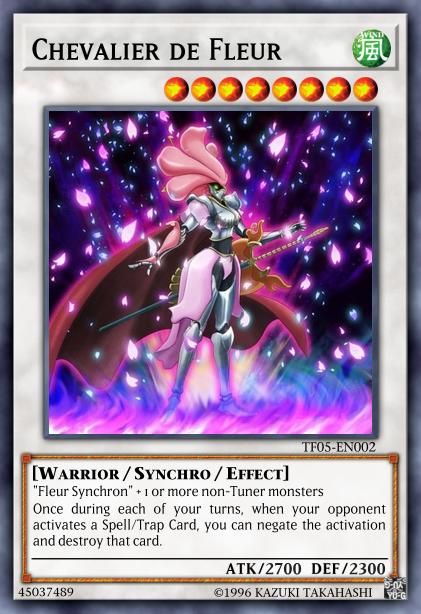 Chevalier de Fleur
WIND
風
TF05-EN002
[Warrior / Synchro / Effect]
"Fleur Synchron" + 1 or more non-Tuner monsters
Once during each of your turns, when your opponent
activates a Spell/Trap Card, you can negate the activation
and destroy that card.
ATK/2700 DEF/2300
45037489
©1996 KAZUKI TAKAHASHI